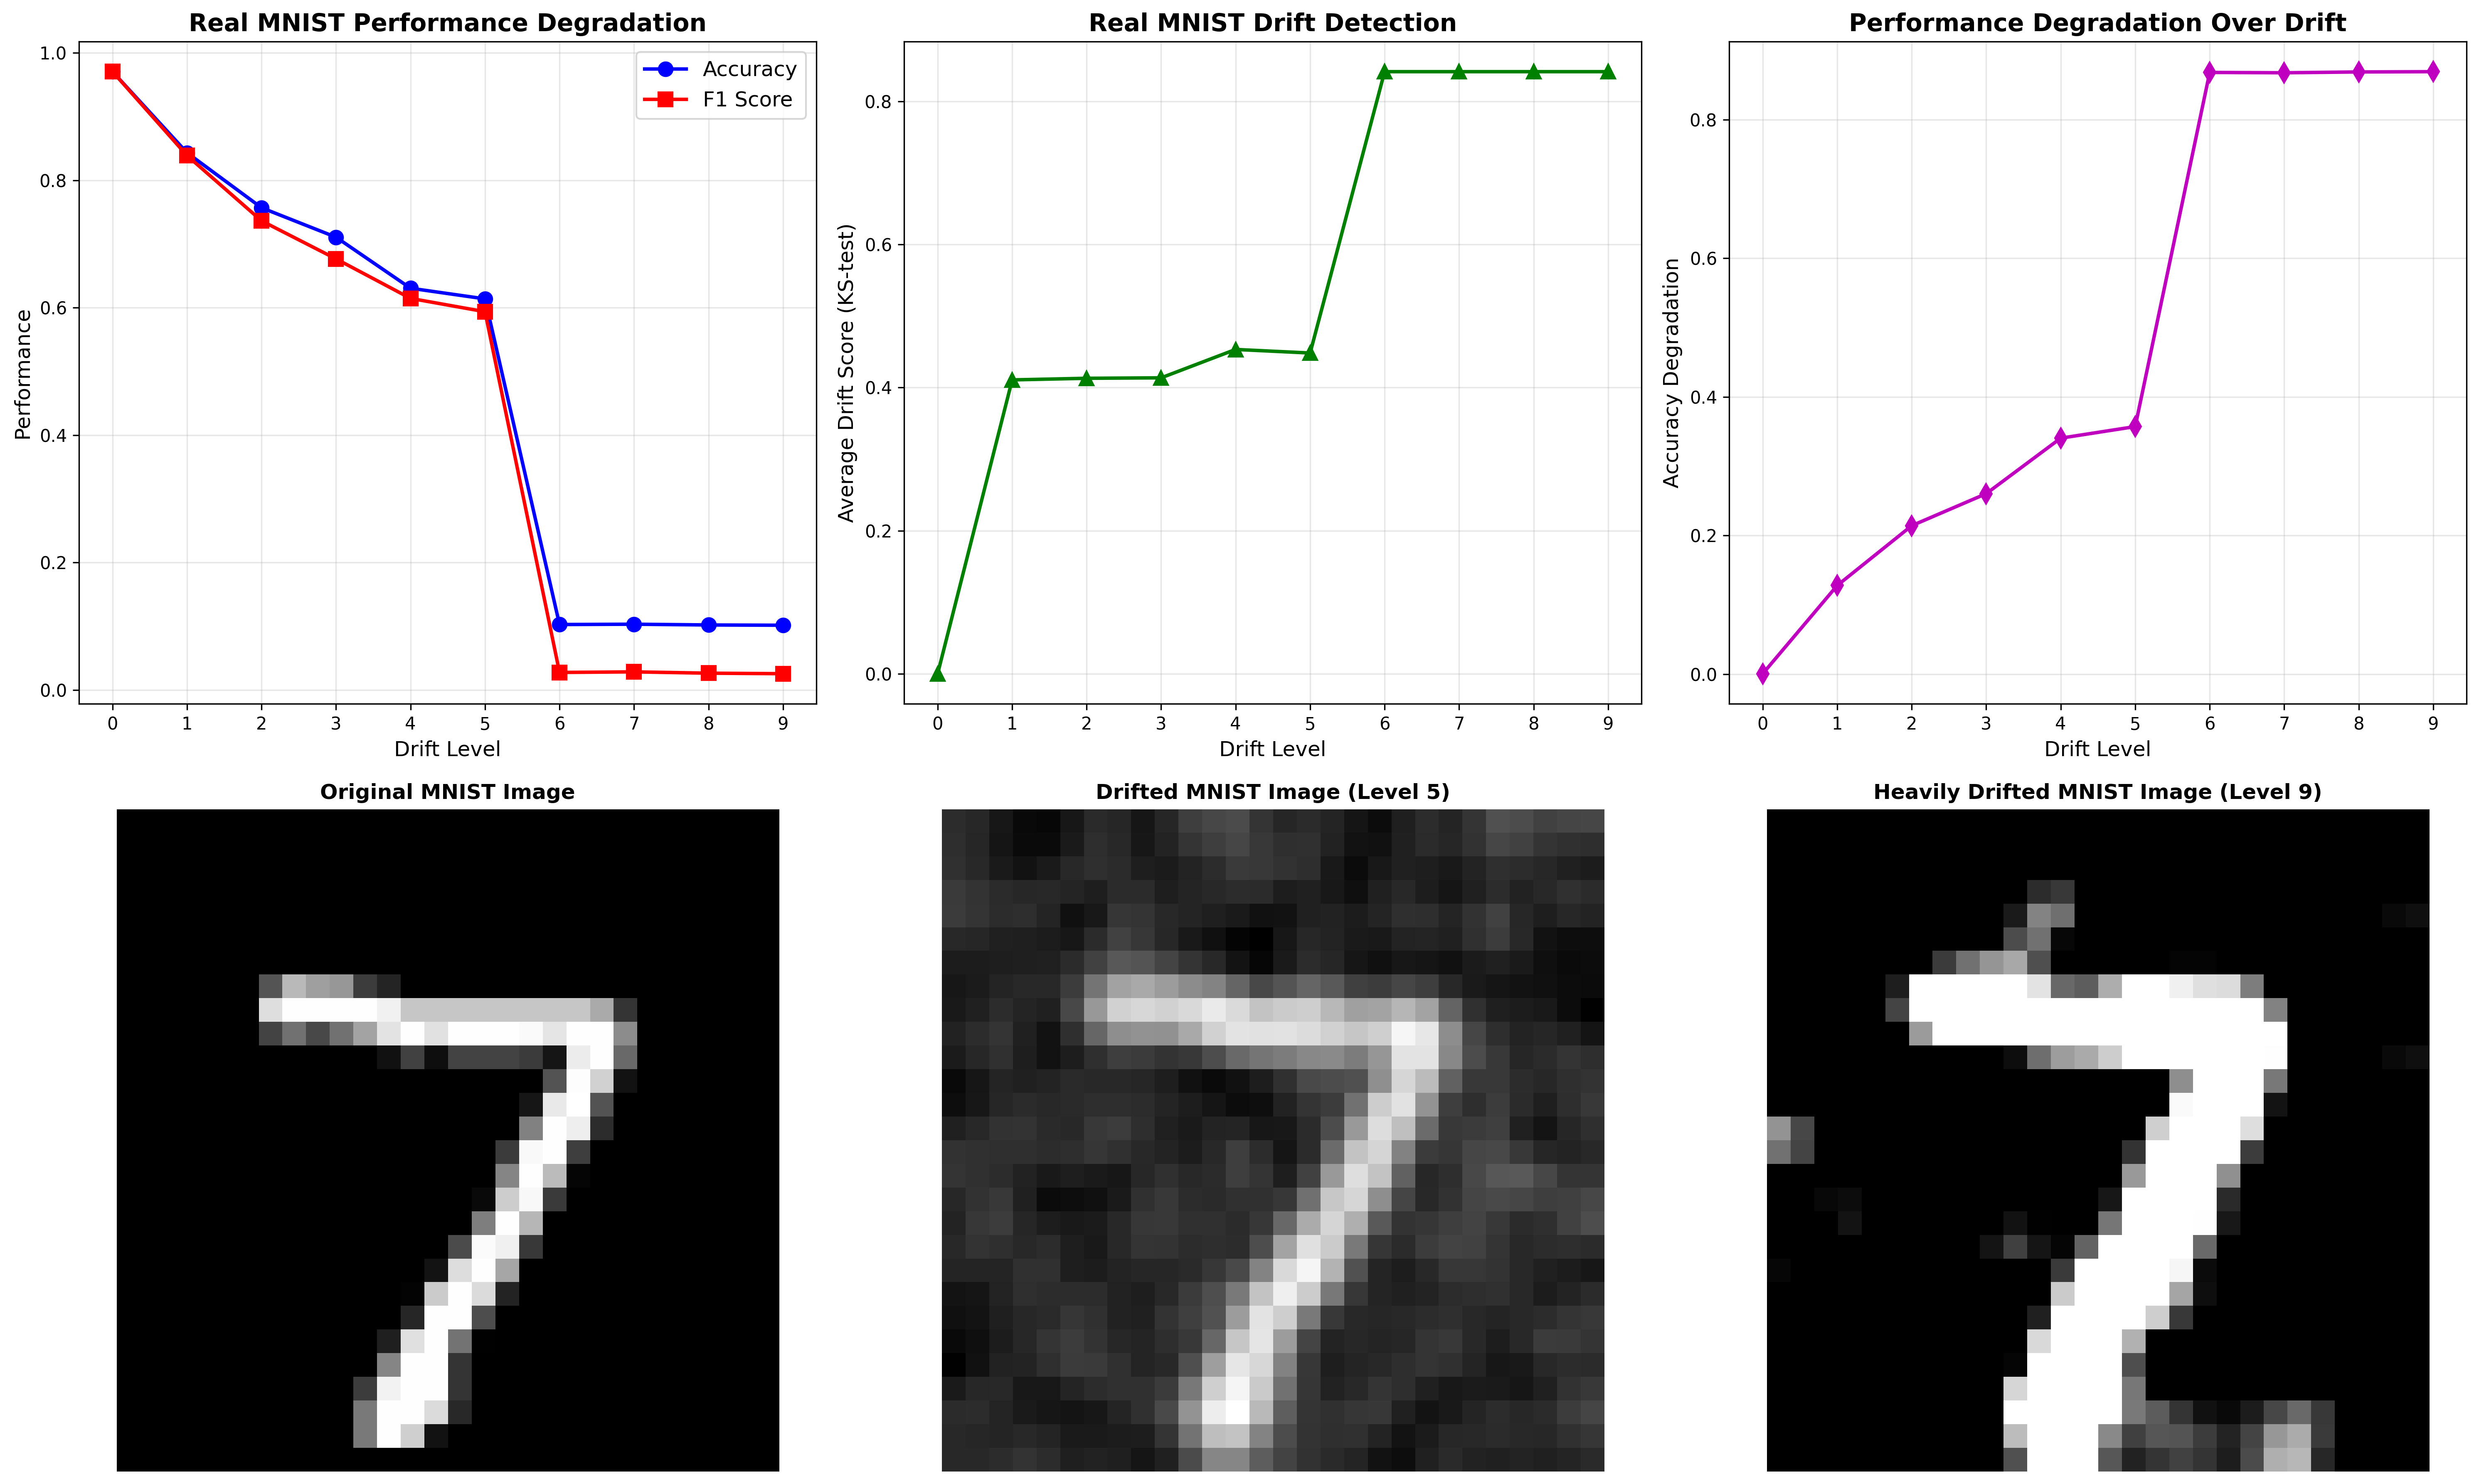 Real MNIST Performance Degradation
Performance
1.0
0.8
0.6
0.4
0.2
0.0
Accuracy
F1 Score
0 1 2 3 4 5 6 7 8 9
Drift Level
Real MNIST Drift Detection
Average Drift Score (KS-test)
0.8
0.6
0.4
0.2
0.0
0 1 2 3 4 5 6 7 8 9
Drift Level
Performance Degradation Over Drift
Accuracy Degradation
0.8
0.6
0.4
0.2
0.0
0 1 2 3 4 5 6 7 8 9
Drift Level
Original MNIST Image
7
Drifted MNIST Image (Level 5)
7
Heavily Drifted MNIST Image (Level 9)
7